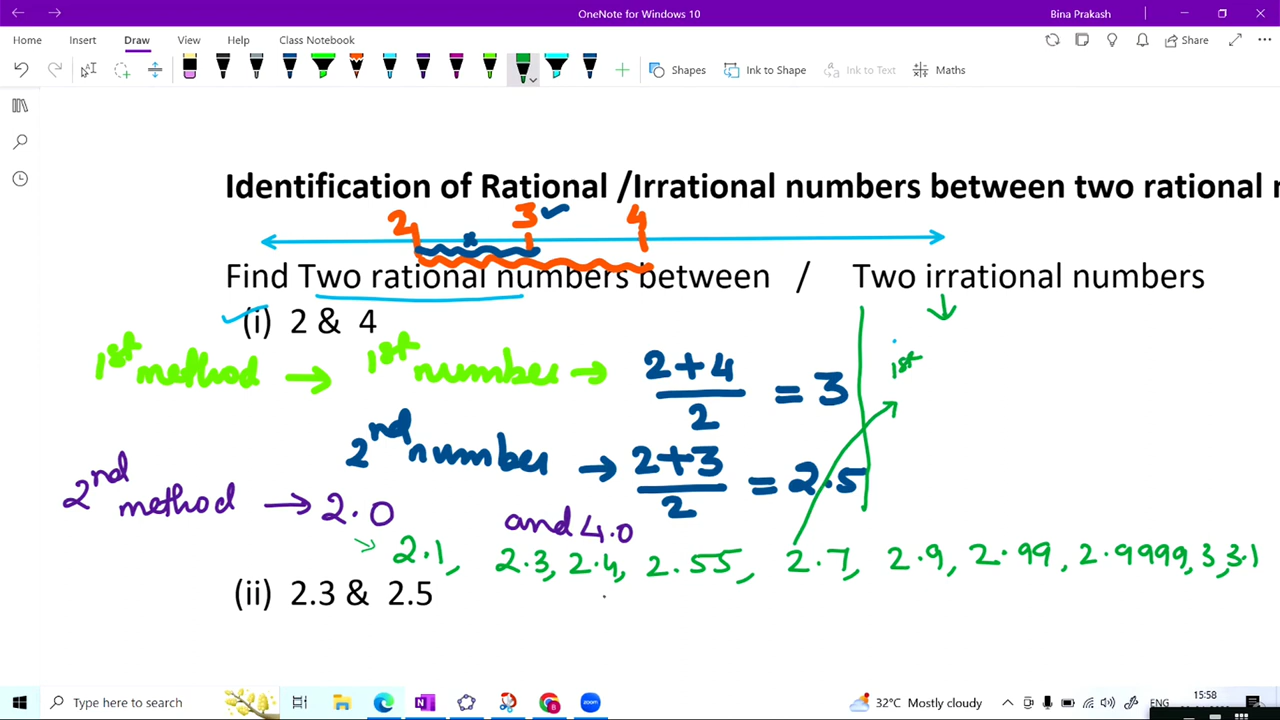 OneNote for Windows 10
Bina Prakash
Home Insert Draw View Help Class Notebook
Share
Shapes Ink to Shape Ink to Text Maths
Identification of Rational /Irrational numbers between two rational
2 3 4
Find Two rational numbers between / Two irrational numbers
(i) 2 & 4
1st method → 1st number → 2+4/2 = 3
1st
2nd number → 2+3/2 = 2.5
2nd method → 2.0 and 4.0
2.1, 2.3, 2.4, 2.55, 2.7, 2.9, 2.99, 2.9999, 3, 3.1
(ii) 2.3 & 2.5
Type here to search
32°C Mostly cloudy
ENG
15:58